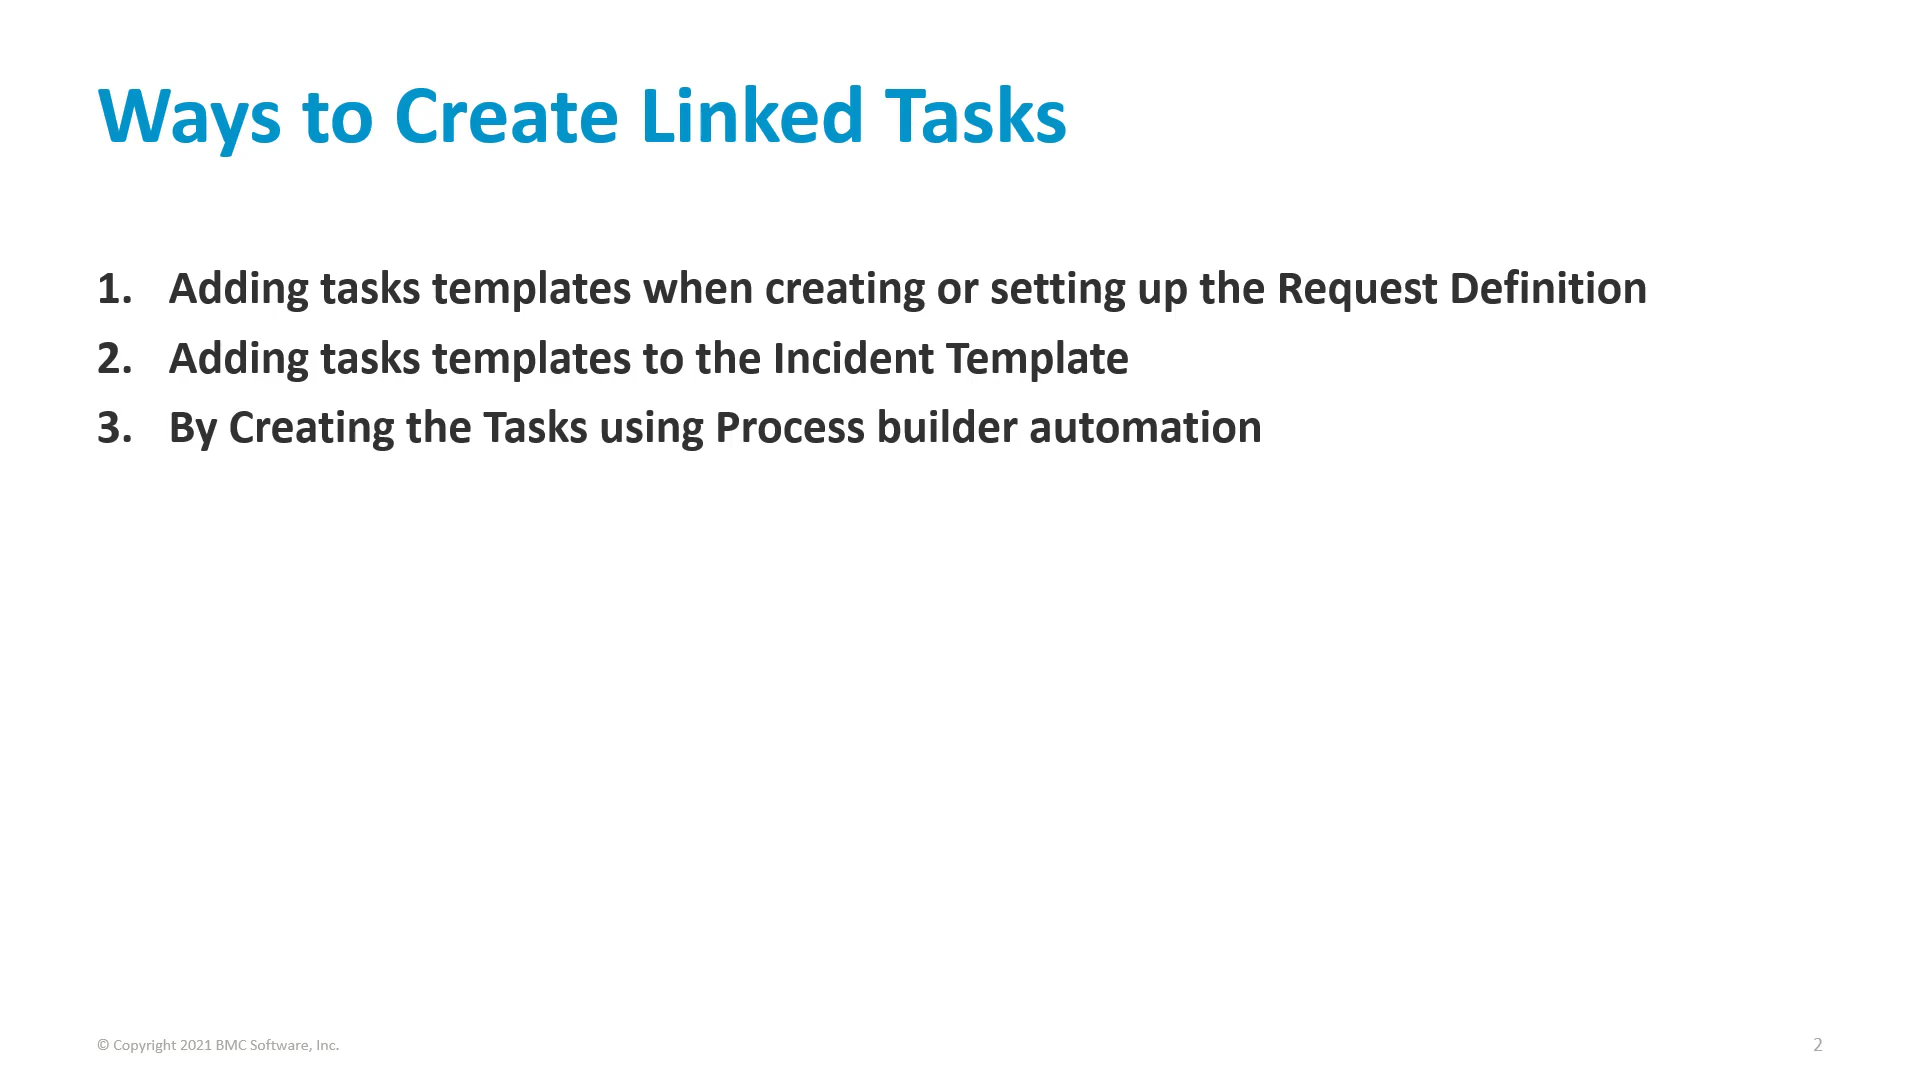 Ways to Create Linked Tasks
1. Adding tasks templates when creating or setting up the Request Definition
2. Adding tasks templates to the Incident Template
3. By Creating the Tasks using Process builder automation
© Copyright 2021 BMC Software, Inc.
2